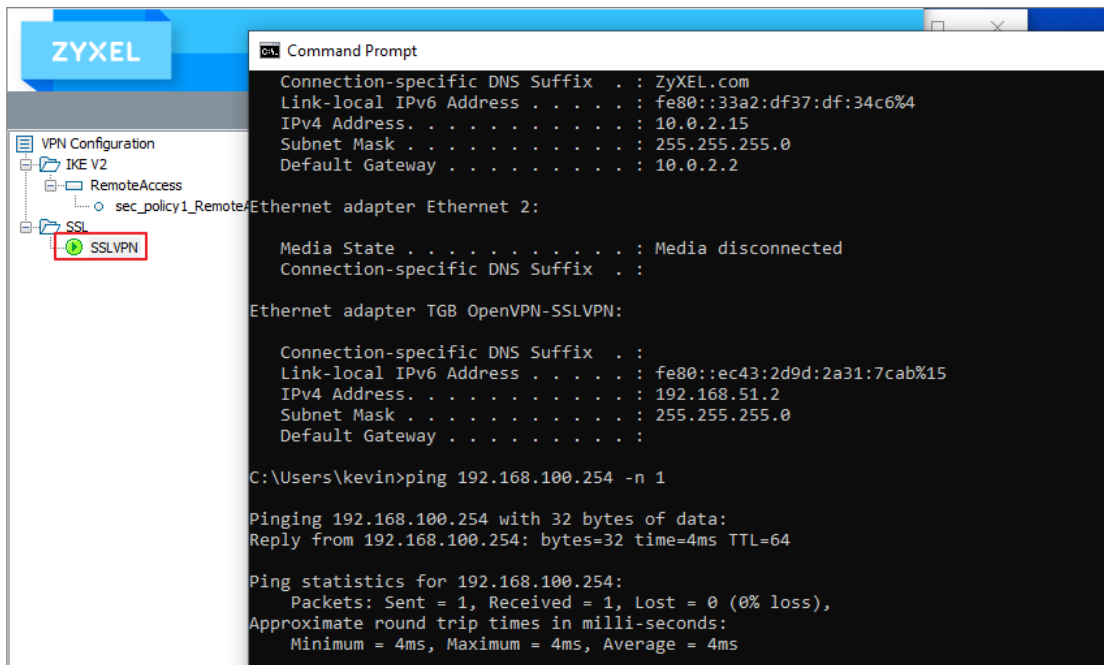 ZYXEL
VPN Configuration
IKE V2
RemoteAccess
sec_policy1_RemoteA
SSL
SSLVPN
Command Prompt
Connection-specific DNS Suffix  . : ZyXEL.com
Link-local IPv6 Address . . . . . : fe80::33a2:df37:df:34c6%4
IPv4 Address. . . . . . . . . . . : 10.0.2.15
Subnet Mask . . . . . . . . . . . : 255.255.255.0
Default Gateway . . . . . . . . . : 10.0.2.2
Ethernet adapter Ethernet 2:
Media State . . . . . . . . . . . : Media disconnected
Connection-specific DNS Suffix  . :
Ethernet adapter TGB OpenVPN-SSLVPN:
Connection-specific DNS Suffix  . :
Link-local IPv6 Address . . . . . : fe80::ec43:2d9d:2a31:7cab%15
IPv4 Address. . . . . . . . . . . : 192.168.51.2
Subnet Mask . . . . . . . . . . . : 255.255.255.0
Default Gateway . . . . . . . . . :
C:\Users\kevin>ping 192.168.100.254 -n 1
Pinging 192.168.100.254 with 32 bytes of data:
Reply from 192.168.100.254: bytes=32 time=4ms TTL=64
Ping statistics for 192.168.100.254:
Packets: Sent = 1, Received = 1, Lost = 0 (0% loss),
Approximate round trip times in milli-seconds:
Minimum = 4ms, Maximum = 4ms, Average = 4ms